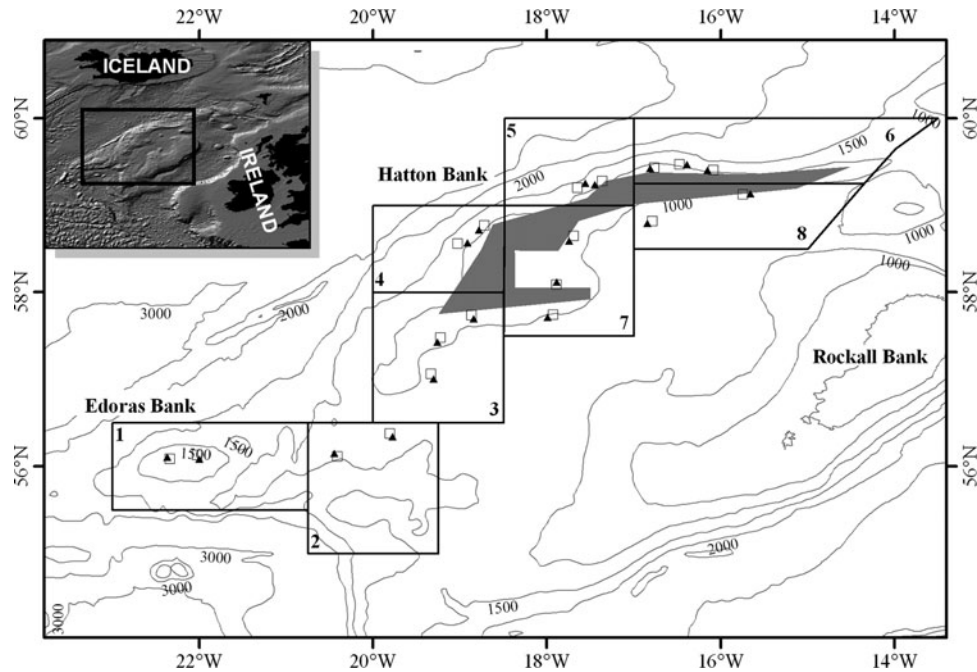 22°W 20°W 18°W 16°W 14°W
ICELAND
IRELAND
60°N 60°N
5 6 1000
1500
Hatton Bank
2000
1000
8
1000
1000
4
58°N 58°N
3000
2000
7
Rockall Bank
Edoras Bank
3
1
1500
1500
56°N 56°N
2
3000
2000
3000
3000
1500
22°W 20°W 18°W 16°W 14°W